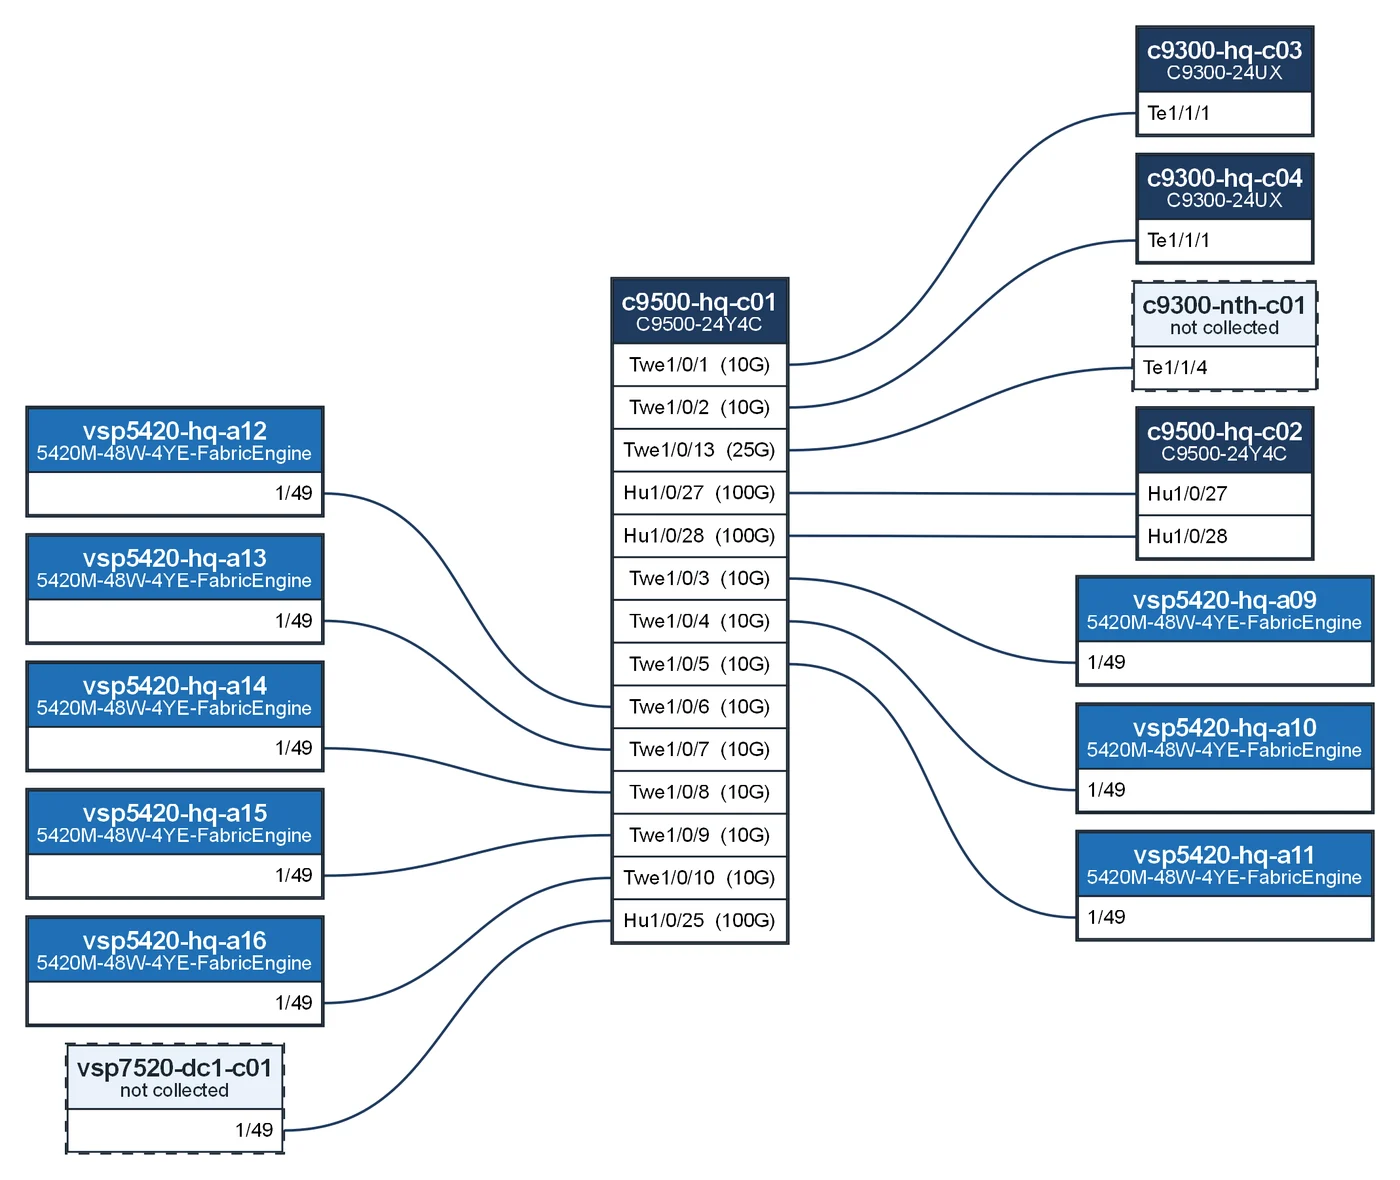 c9300-hq-c03
C9300-24UX
Te1/1/1
c9300-hq-c04
C9300-24UX
Te1/1/1
c9300-nth-c01
not collected
Te1/1/4
c9500-hq-c02
C9500-24Y4C
Hu1/0/27
Hu1/0/28
vsp5420-hq-a09
5420M-48W-4YE-FabricEngine
1/49
vsp5420-hq-a10
5420M-48W-4YE-FabricEngine
1/49
vsp5420-hq-a11
5420M-48W-4YE-FabricEngine
1/49
c9500-hq-c01
C9500-24Y4C
Twe1/0/1 (10G)
Twe1/0/2 (10G)
Twe1/0/13 (25G)
Hu1/0/27 (100G)
Hu1/0/28 (100G)
Twe1/0/3 (10G)
Twe1/0/4 (10G)
Twe1/0/5 (10G)
Twe1/0/6 (10G)
Twe1/0/7 (10G)
Twe1/0/8 (10G)
Twe1/0/9 (10G)
Twe1/0/10 (10G)
Hu1/0/25 (100G)
vsp5420-hq-a12
5420M-48W-4YE-FabricEngine
1/49
vsp5420-hq-a13
5420M-48W-4YE-FabricEngine
1/49
vsp5420-hq-a14
5420M-48W-4YE-FabricEngine
1/49
vsp5420-hq-a15
5420M-48W-4YE-FabricEngine
1/49
vsp5420-hq-a16
5420M-48W-4YE-FabricEngine
1/49
vsp7520-dc1-c01
not collected
1/49